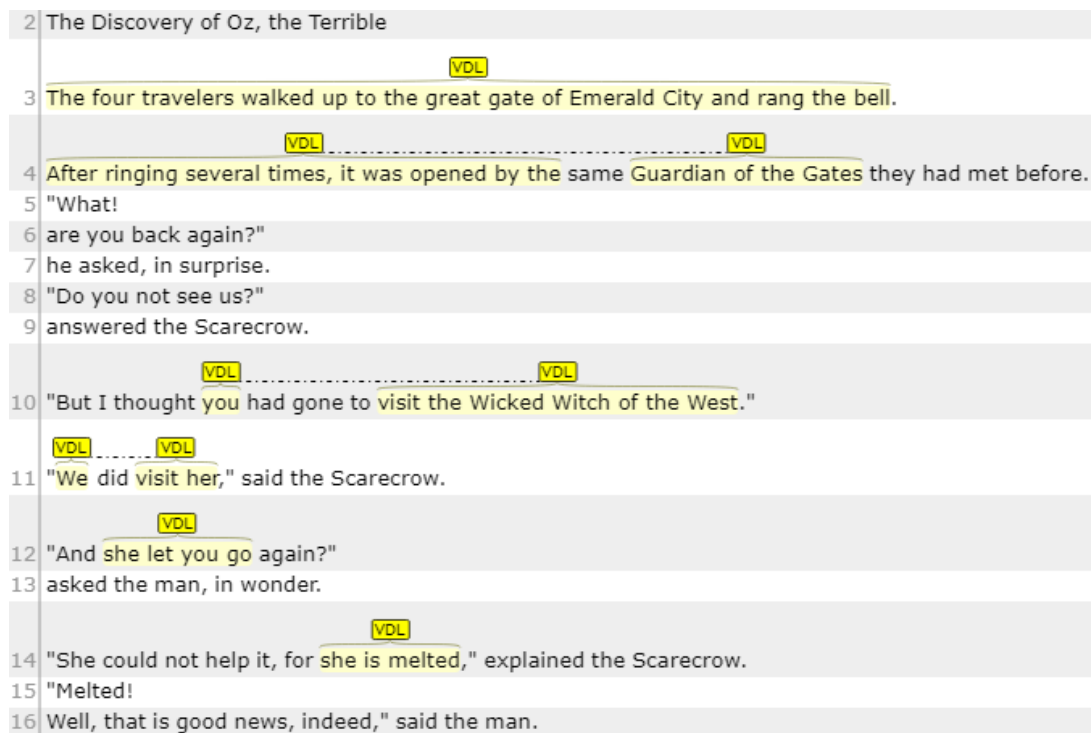 2 The Discovery of Oz, the Terrible
VDL
3 The four travelers walked up to the great gate of Emerald City and rang the bell.
VDL VDL
4 After ringing several times, it was opened by the same Guardian of the Gates they had met before.
5 "What!
6 are you back again?"
7 he asked, in surprise.
8 "Do you not see us?"
9 answered the Scarecrow.
VDL VDL
10 "But I thought you had gone to visit the Wicked Witch of the West."
VDL VDL
11 "We did visit her," said the Scarecrow.
VDL
12 "And she let you go again?"
13 asked the man, in wonder.
VDL
14 "She could not help it, for she is melted," explained the Scarecrow.
15 "Melted!
16 Well, that is good news, indeed," said the man.